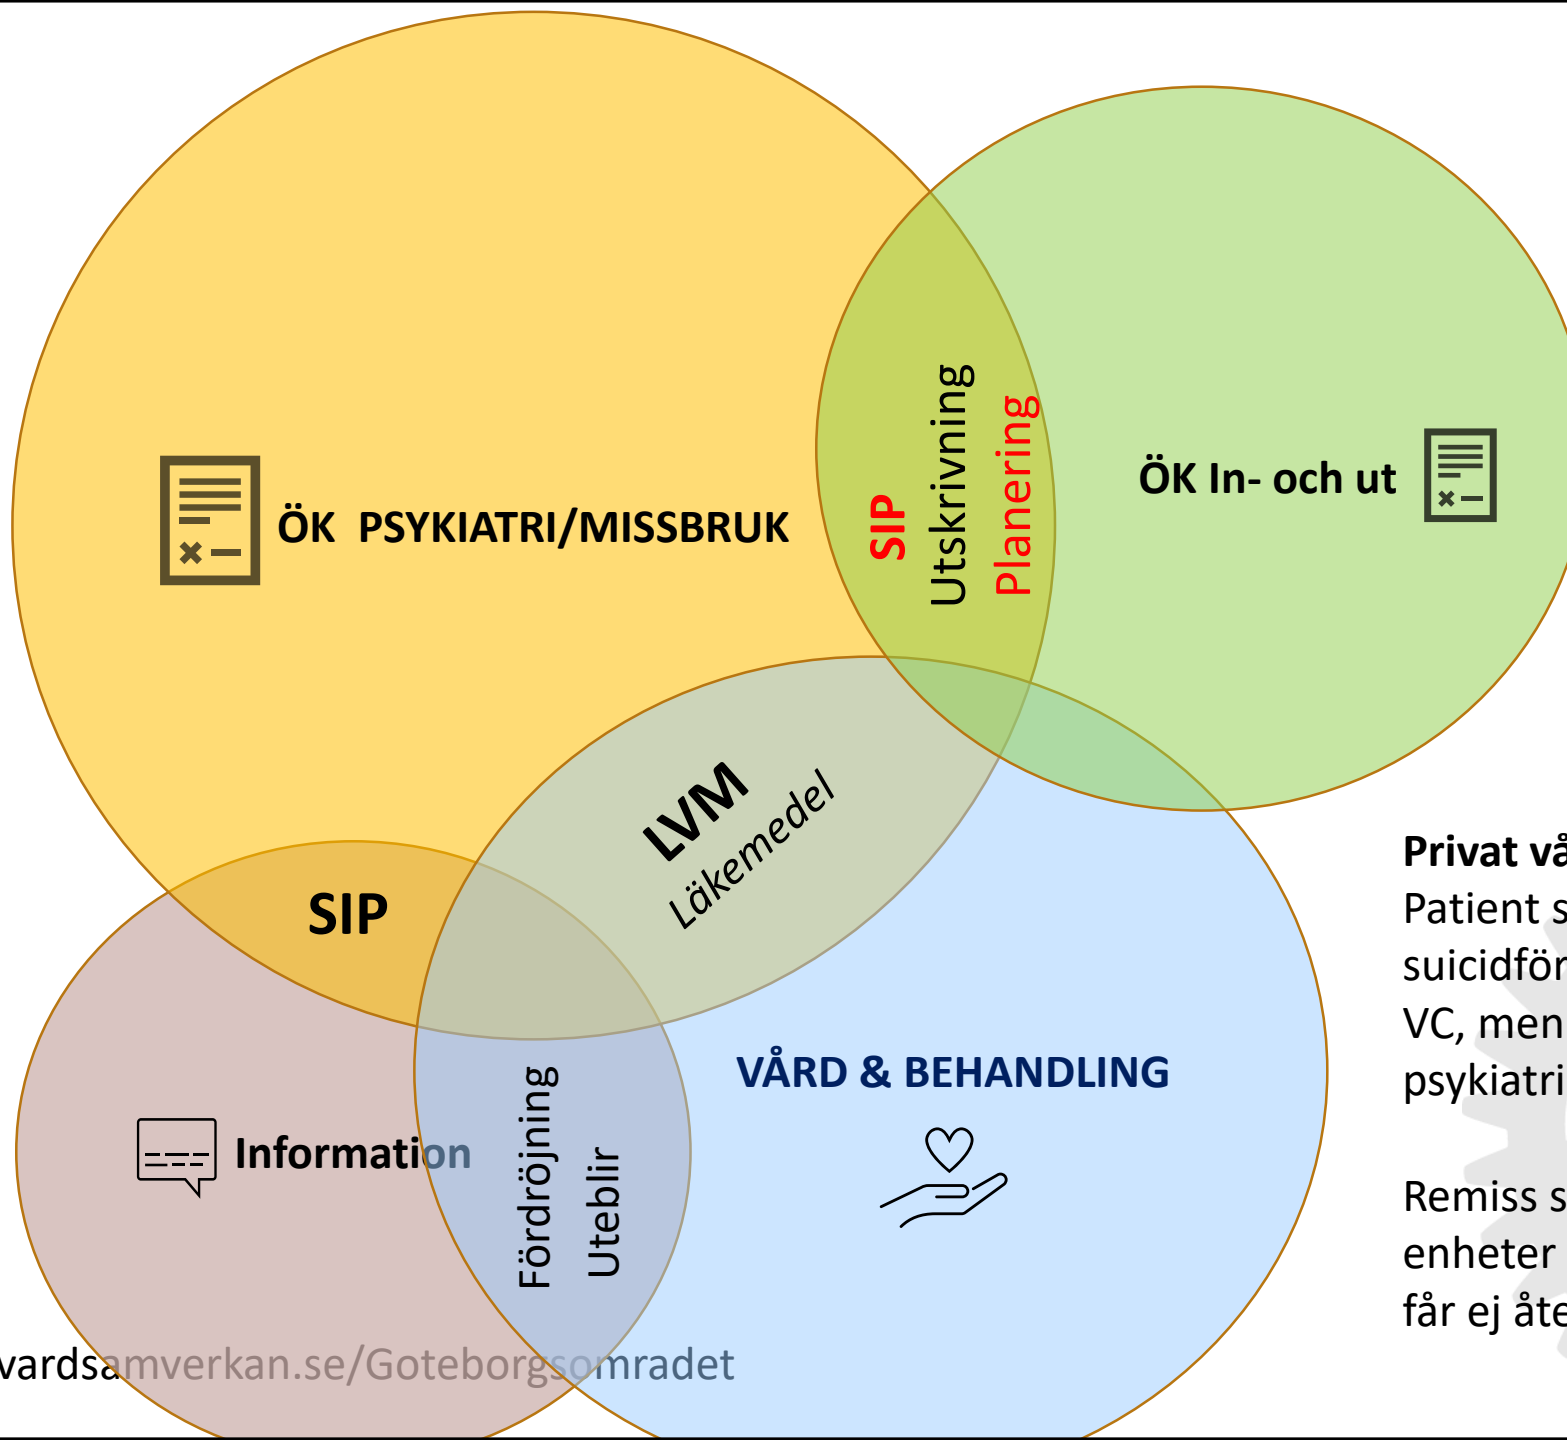 ÖK PSYKIATRI/MISSBRUK
SIP
Utskrivning
Planering
ÖK In- och ut
LVM
Läkemedel
SIP
Information
Fördröjning
Uteblir
VÅRD & BEHANDLING
Privat vå
Patient s
suicidför
VC, men
psykiatri
Remiss s
enheter
får ej åte
vardsamverkan.se/Goteborgsomradet